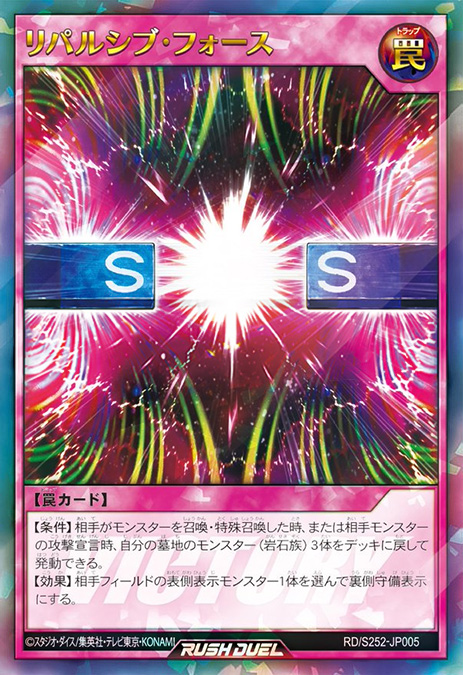 リパルシブ・フォース
トラップ
罠
S S
【罠カード】
【条件】相手がモンスターを召喚・特殊召喚した時、または相手モンスター
の攻撃宣言時、自分の墓地のモンスター（岩石族）3体をデッキに戻して
発動できる。
【効果】相手フィールドの表側表示モンスター1体を選んで裏側守備表示
にする。
VICTORY
©スタジオ・ダイス/集英社・テレビ東京・KONAMI
RUSH DUEL
RD/S252-JP005